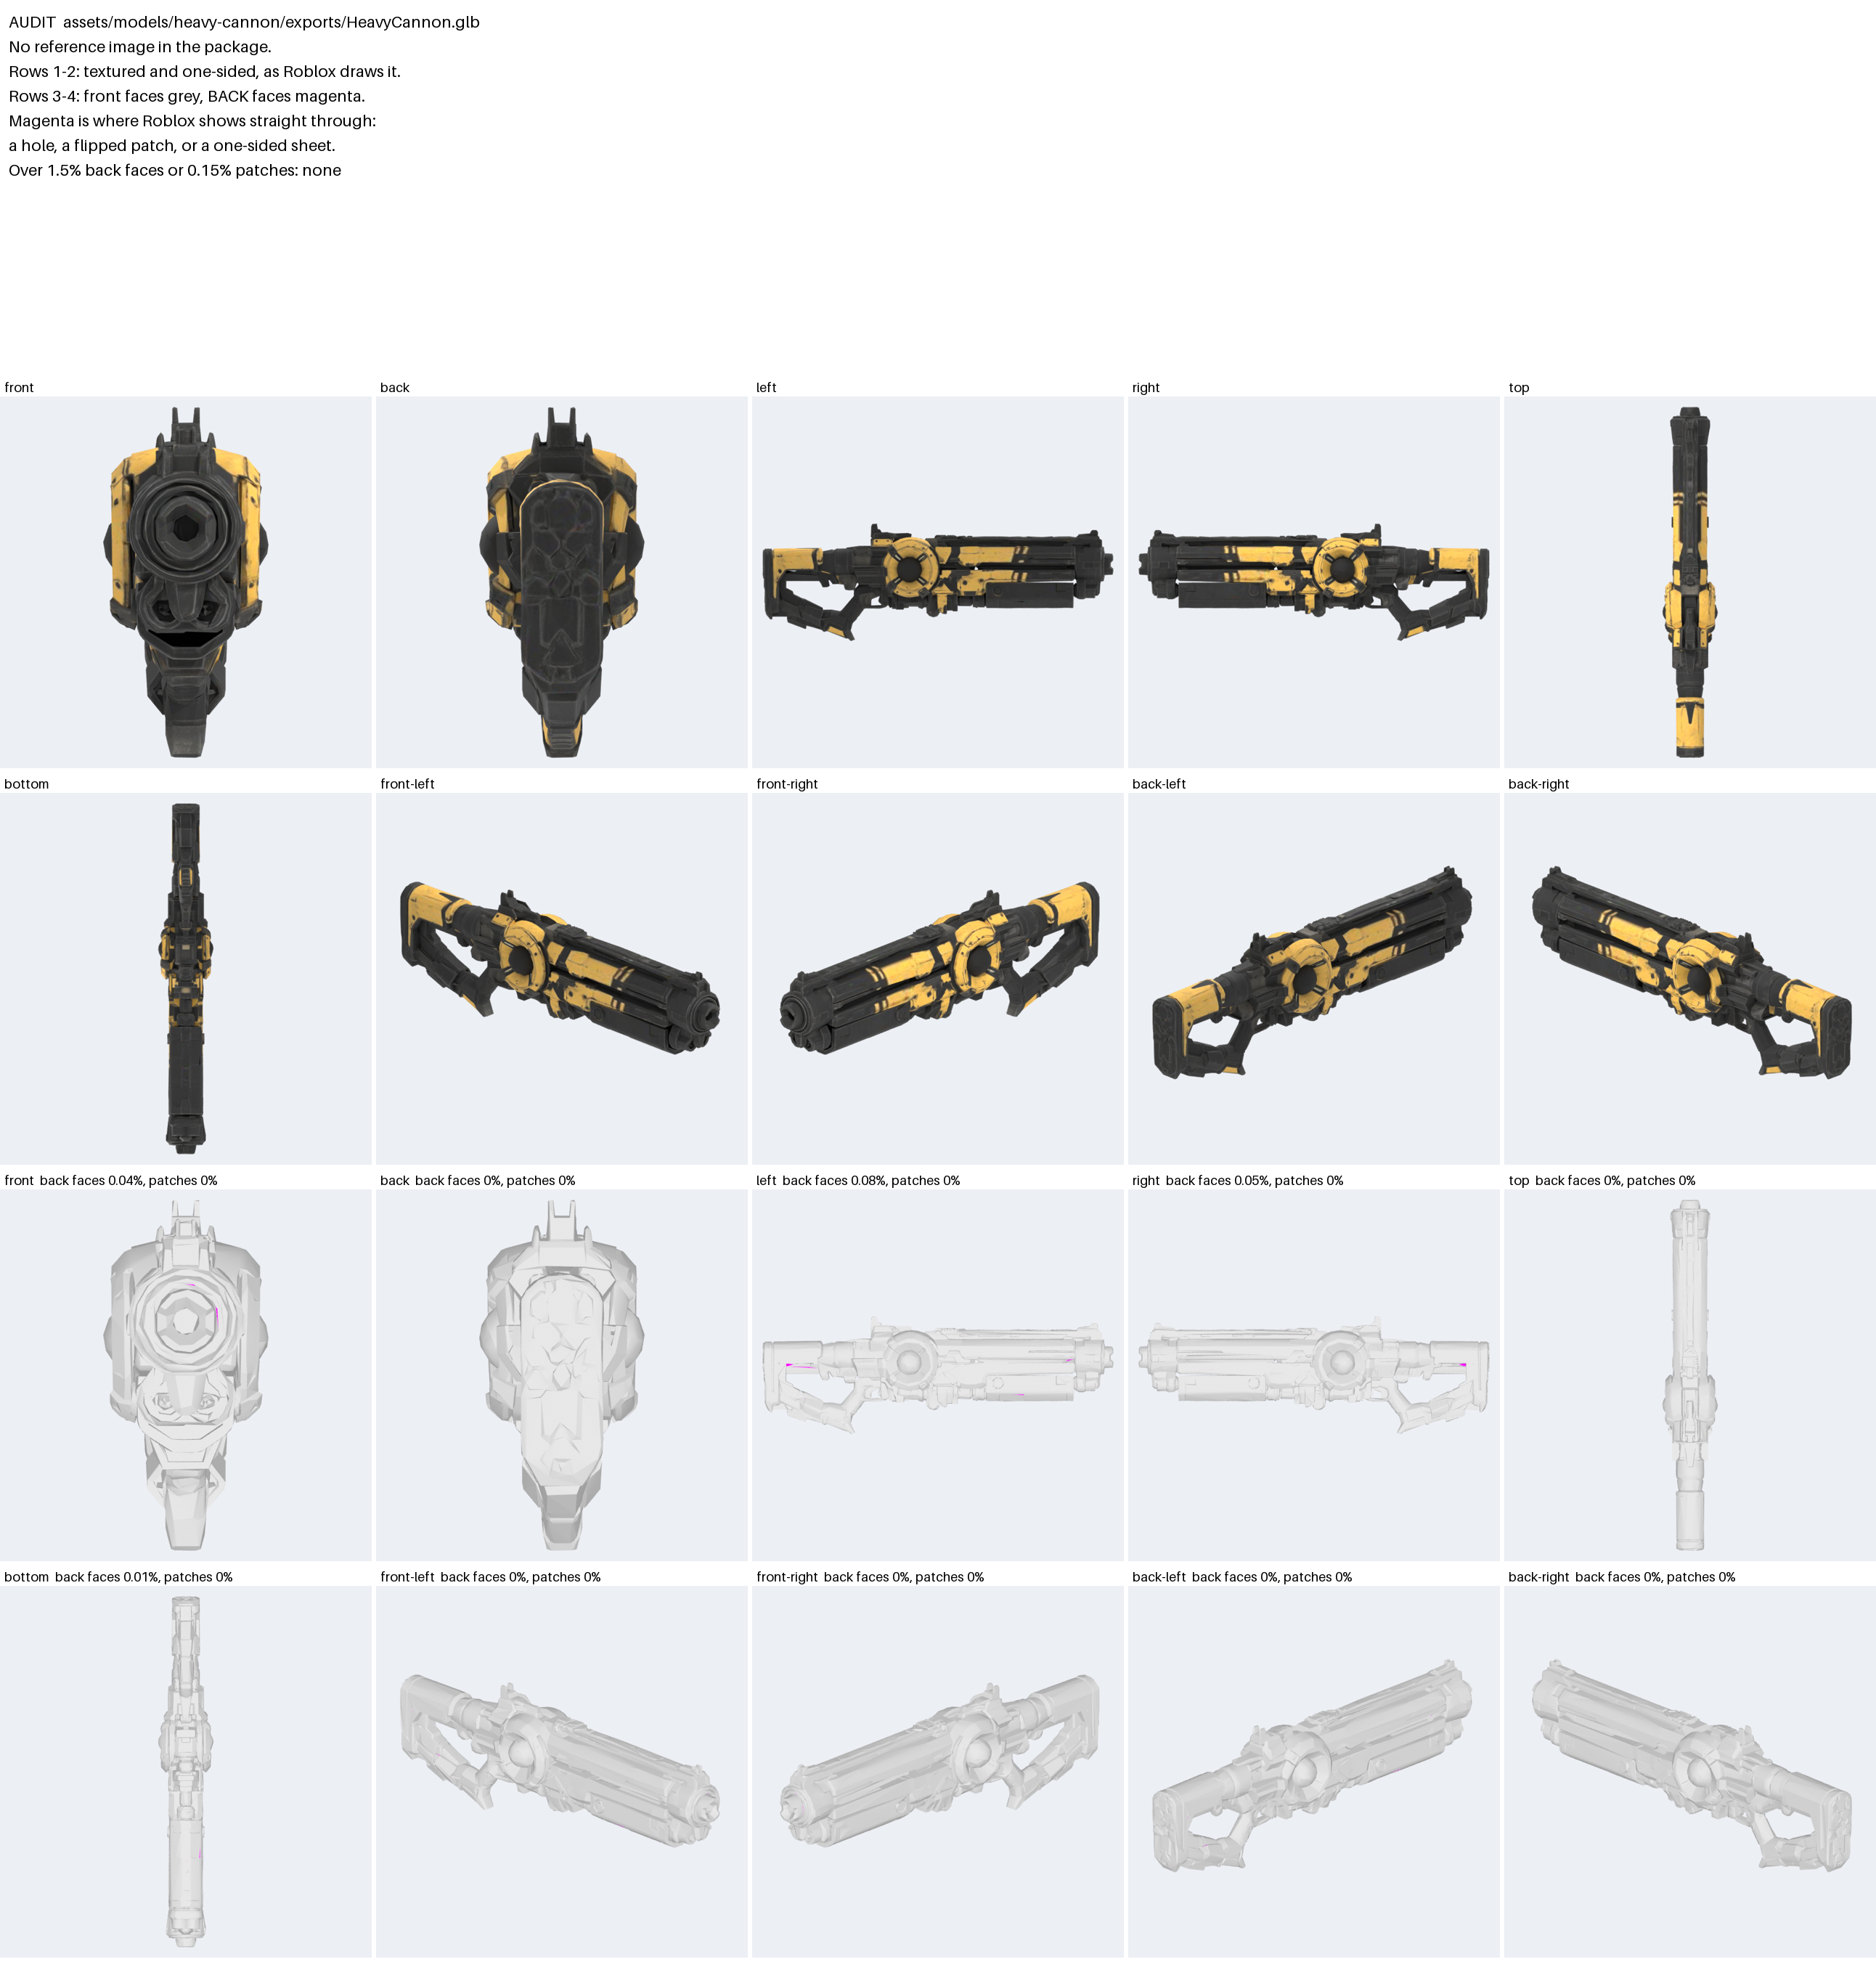 AUDIT  assets/models/heavy-cannon/exports/HeavyCannon.glb
No reference image in the package.
Rows 1-2: textured and one-sided, as Roblox draws it.
Rows 3-4: front faces grey, BACK faces magenta.
Magenta is where Roblox shows straight through:
a hole, a flipped patch, or a one-sided sheet.
Over 1.5% back faces or 0.15% patches: none
front
back
left
right
top
bottom
front-left
front-right
back-left
back-right
front  back faces 0.04%, patches 0%
back  back faces 0%, patches 0%
left  back faces 0.08%, patches 0%
right  back faces 0.05%, patches 0%
top  back faces 0%, patches 0%
bottom  back faces 0.01%, patches 0%
front-left  back faces 0%, patches 0%
front-right  back faces 0%, patches 0%
back-left  back faces 0%, patches 0%
back-right  back faces 0%, patches 0%